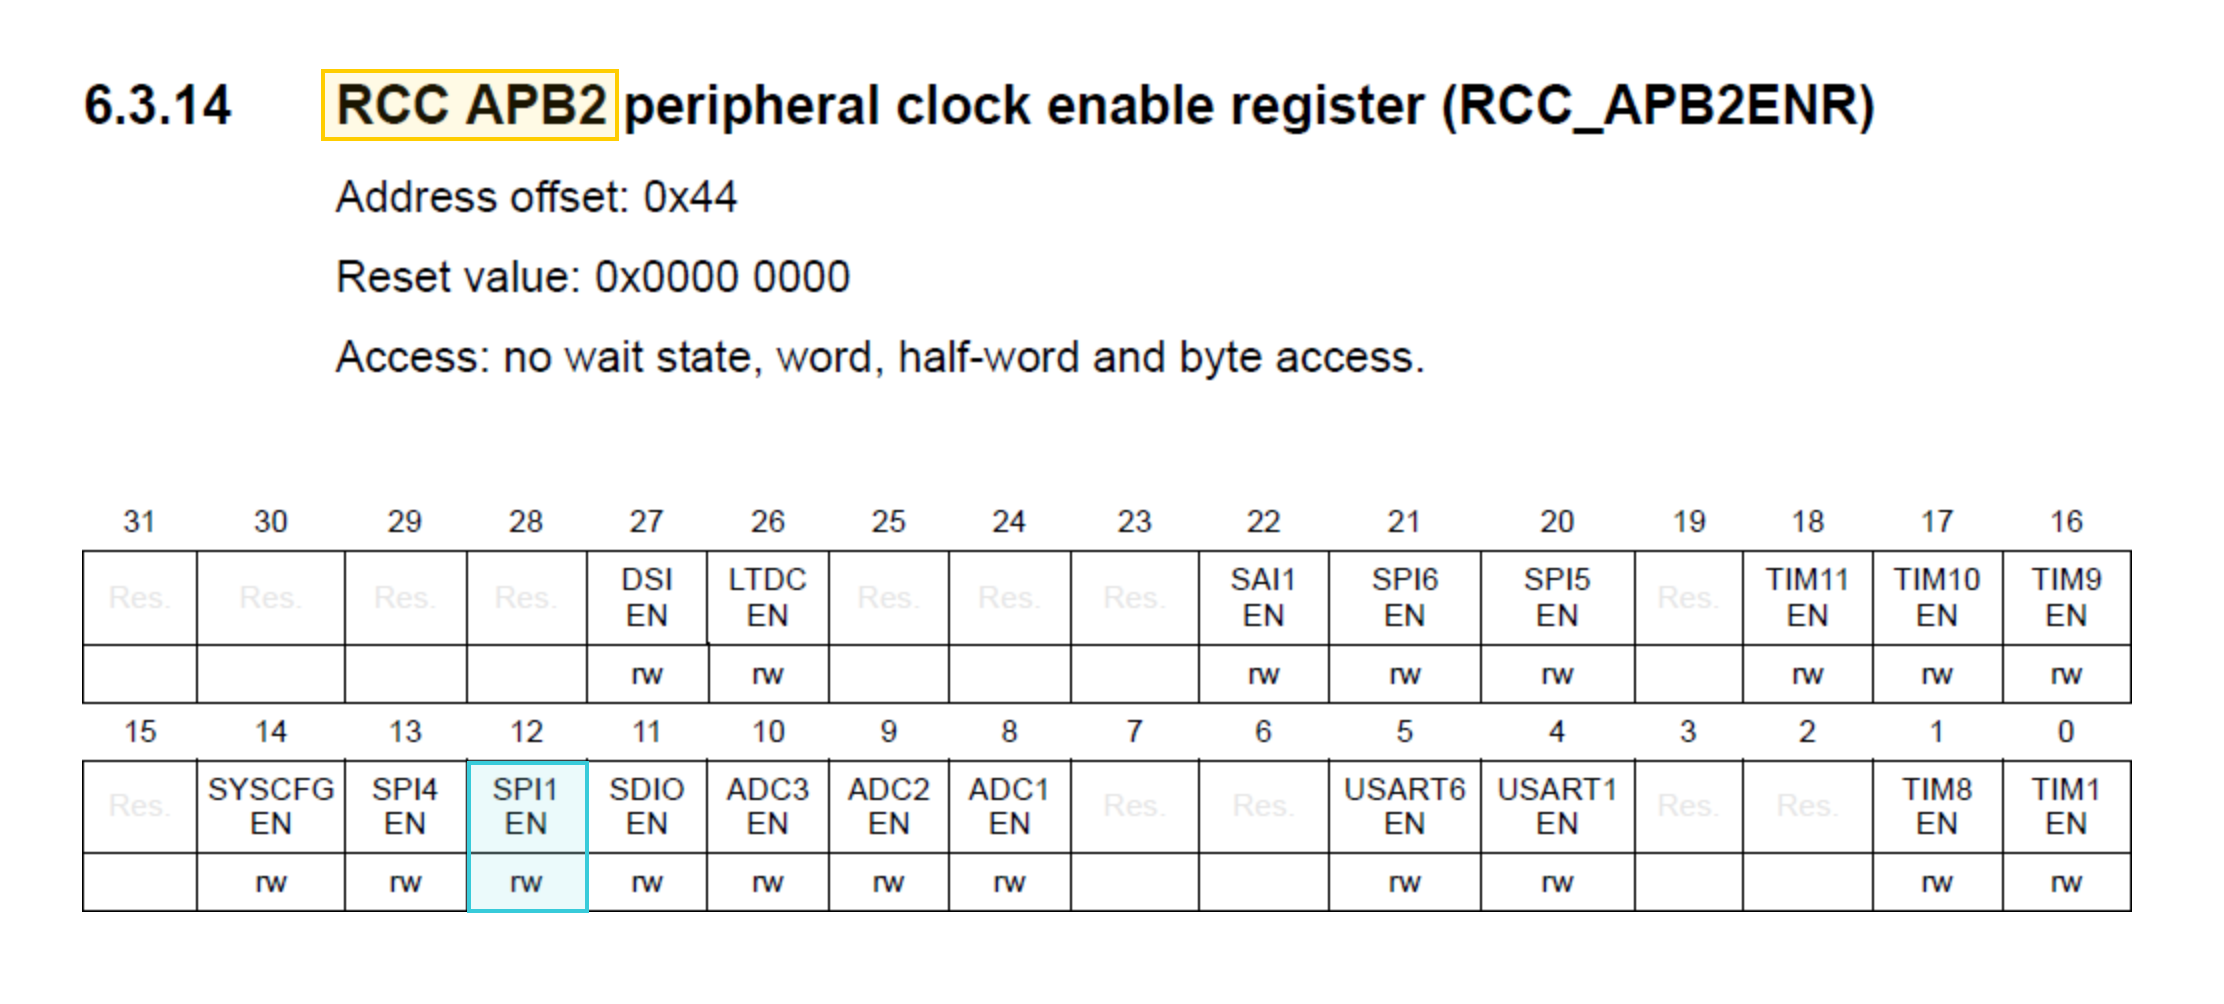 6.3.14 RCC APB2 peripheral clock enable register (RCC_APB2ENR)
Address offset: 0x44
Reset value: 0x0000 0000
Access: no wait state, word, half-word and byte access.
31 30 29 28 27 26 25 24 23 22 21 20 19 18 17 16
Res. Res. Res. Res. DSI EN LTDC EN Res. Res. Res. SAI1 EN SPI6 EN SPI5 EN Res. TIM11 EN TIM10 EN TIM9 EN
rw rw rw rw rw rw rw rw
15 14 13 12 11 10 9 8 7 6 5 4 3 2 1 0
Res. SYSCFG EN SPI4 EN SPI1 EN SDIO EN ADC3 EN ADC2 EN ADC1 EN Res. Res. USART6 EN USART1 EN Res. Res. TIM8 EN TIM1 EN
rw rw rw rw rw rw rw rw rw rw rw